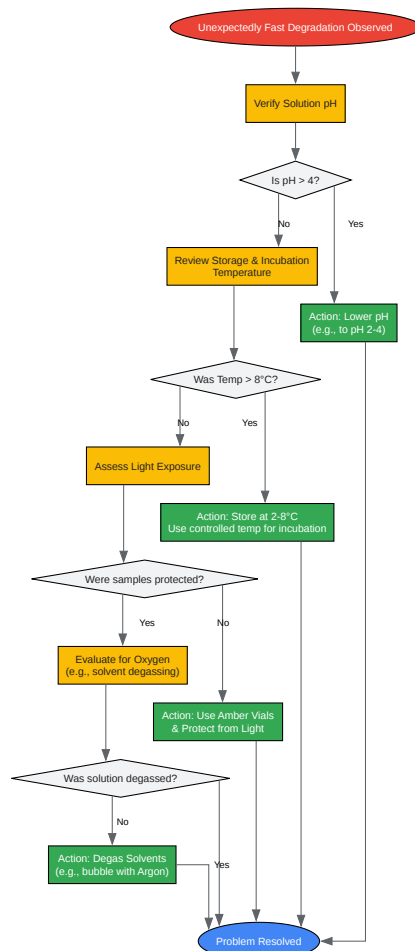 Unexpectedly Fast Degradation Observed
Verify Solution pH
Is pH > 4?
No
Yes
Review Storage & Incubation
Temperature
Action: Lower pH
(e.g., to pH 2-4)
Was Temp > 8°C?
No
Yes
Assess Light Exposure
Action: Store at 2-8°C
Use controlled temp for incubation
Were samples protected?
Yes
No
Evaluate for Oxygen
(e.g., solvent degassing)
Action: Use Amber Vials
& Protect from Light
Was solution degassed?
No
Yes
Action: Degas Solvents
(e.g., bubble with Argon)
Problem Resolved